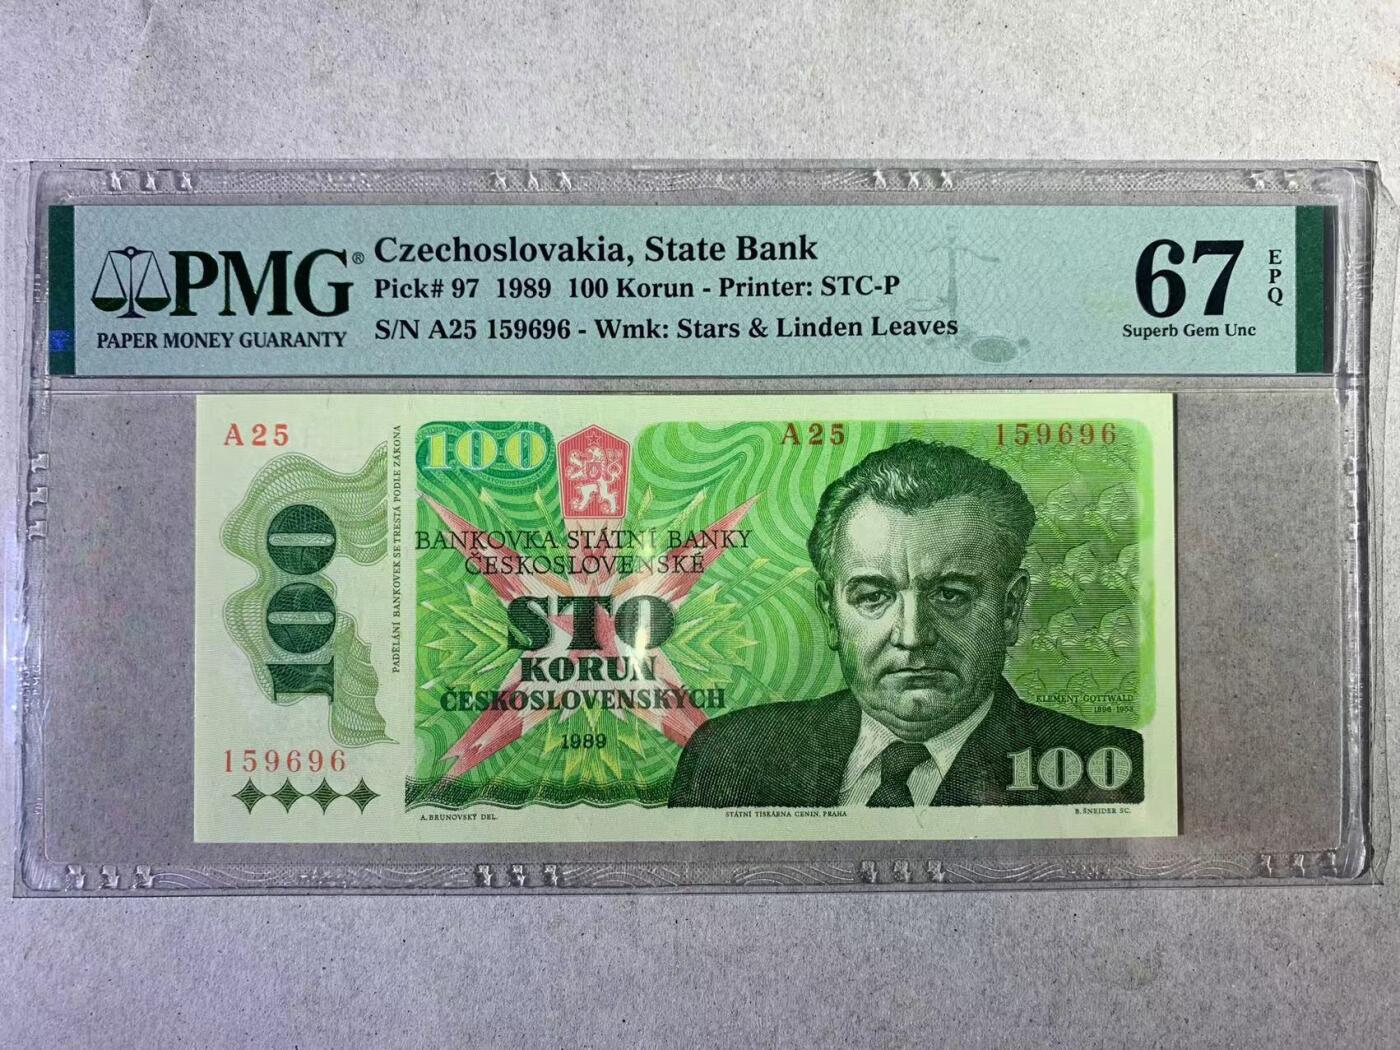 PMG®
PAPER MONEY GUARANTY
Czechoslovakia, State Bank
Pick# 97 1989 100 Korun - Printer: STC-P
S/N A25 159696 - Wmk: Stars & Linden Leaves
67
EPQ
Superb Gem Unc
A 25
100
PADĚLÁNÍ BANKOVEK SE TRESTÁ PODLE ZÁKONA
159696
100
A 25
159696
BANKOVKA STÁTNÍ BANKY
ČESKOSLOVENSKÉ
STO
KORUN
ČESKOSLOVENSKÝCH
1989
KLEMENT GOTTWALD
1896-1953
100
A. BRUNOVSKÝ DEL.
STÁTNÍ TISKÁRNA CENIN, PRAHA
B. ŠNEIDER SC.